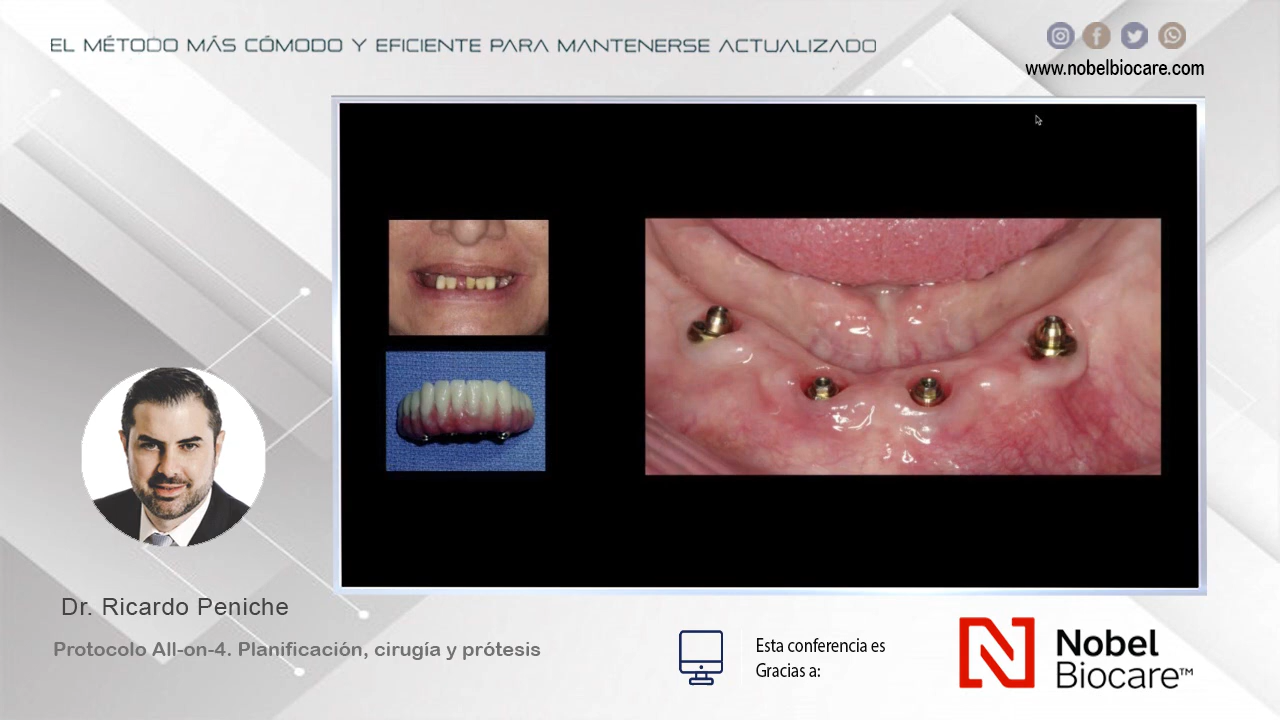 EL MÉTODO MÁS CÓMODO Y EFICIENTE PARA MANTENERSE ACTUALIZADO
www.nobelbiocare.com
Dr. Ricardo Peniche
Protocolo All-on-4. Planificación, cirugía y prótesis
Esta conferencia es
Gracias a:
Nobel
Biocare™